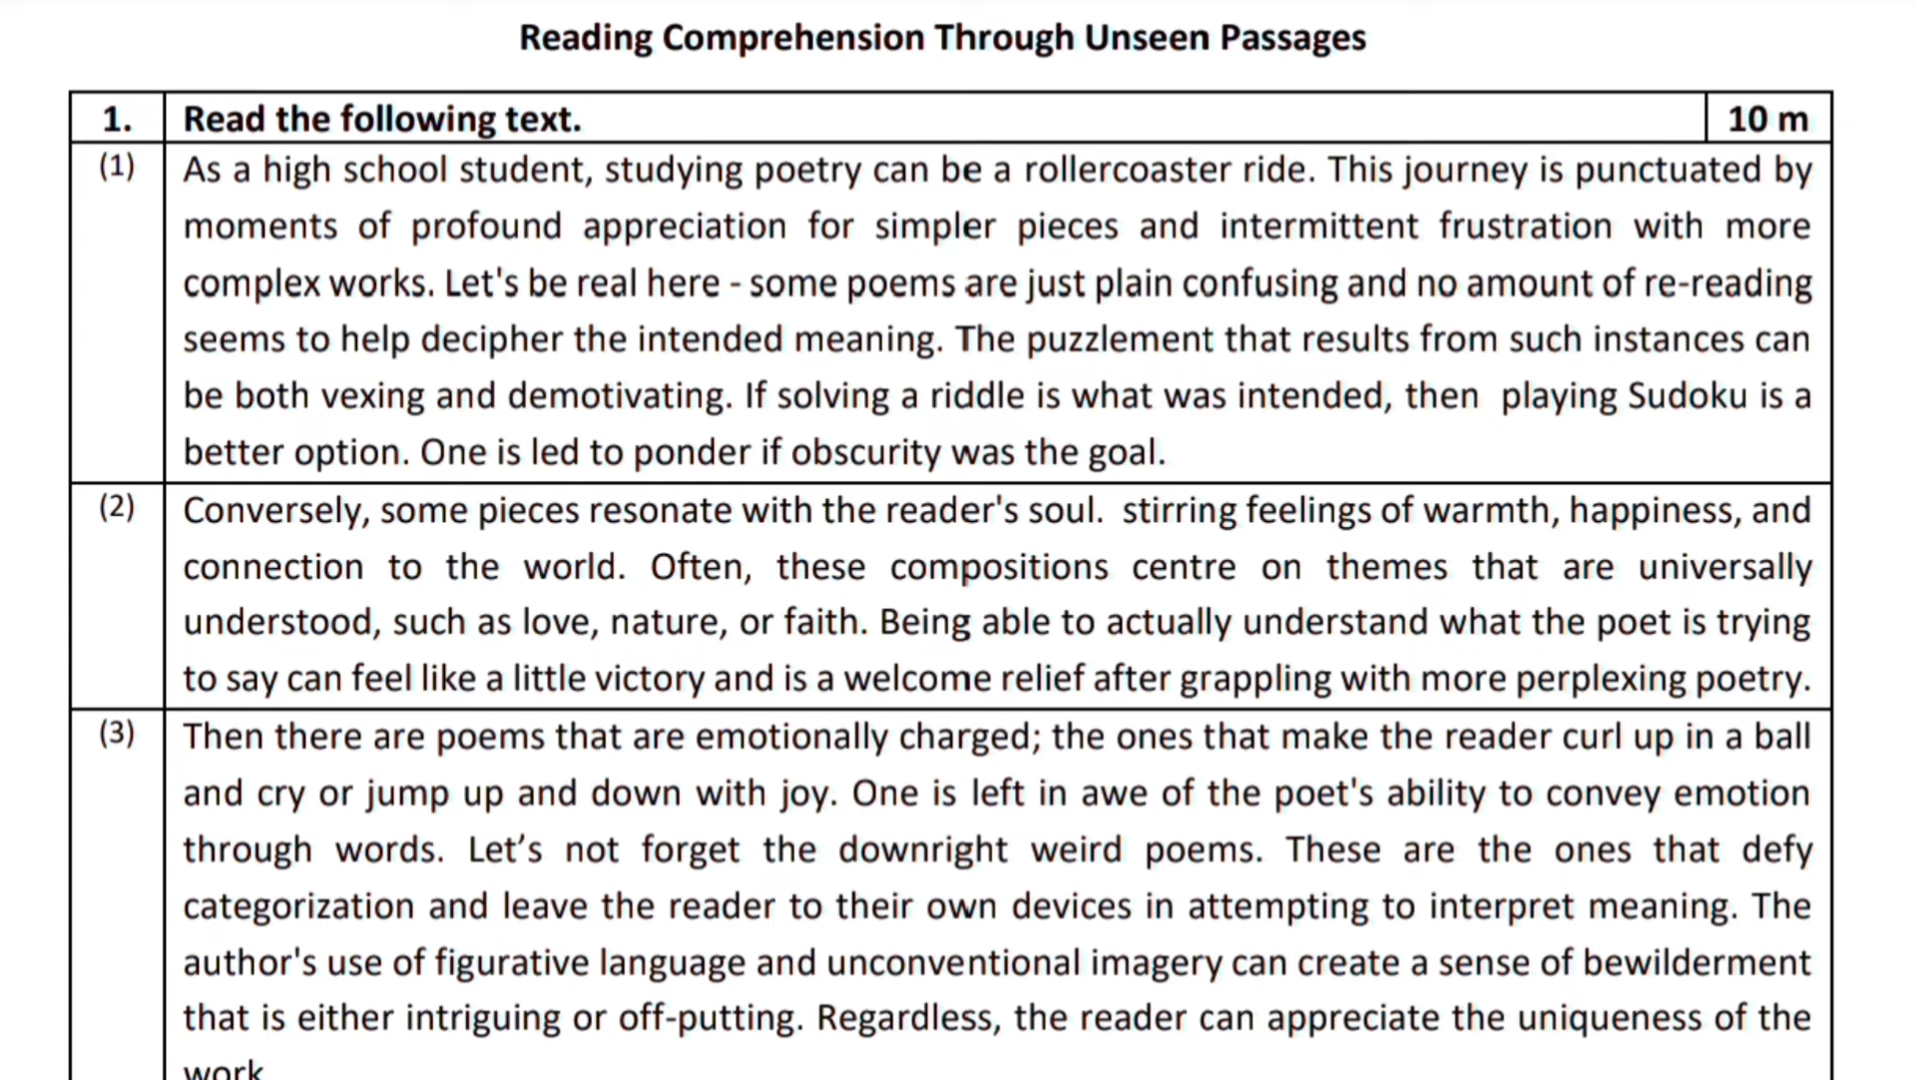 Reading Comprehension Through Unseen Passages
1. Read the following text. 10 m
(1) As a high school student, studying poetry can be a rollercoaster ride. This journey is punctuated by
moments of profound appreciation for simpler pieces and intermittent frustration with more
complex works. Let's be real here - some poems are just plain confusing and no amount of re-reading
seems to help decipher the intended meaning. The puzzlement that results from such instances can
be both vexing and demotivating. If solving a riddle is what was intended, then playing Sudoku is a
better option. One is led to ponder if obscurity was the goal.
(2) Conversely, some pieces resonate with the reader's soul. stirring feelings of warmth, happiness, and
connection to the world. Often, these compositions centre on themes that are universally
understood, such as love, nature, or faith. Being able to actually understand what the poet is trying
to say can feel like a little victory and is a welcome relief after grappling with more perplexing poetry.
(3) Then there are poems that are emotionally charged; the ones that make the reader curl up in a ball
and cry or jump up and down with joy. One is left in awe of the poet's ability to convey emotion
through words. Let’s not forget the downright weird poems. These are the ones that defy
categorization and leave the reader to their own devices in attempting to interpret meaning. The
author's use of figurative language and unconventional imagery can create a sense of bewilderment
that is either intriguing or off-putting. Regardless, the reader can appreciate the uniqueness of the
work